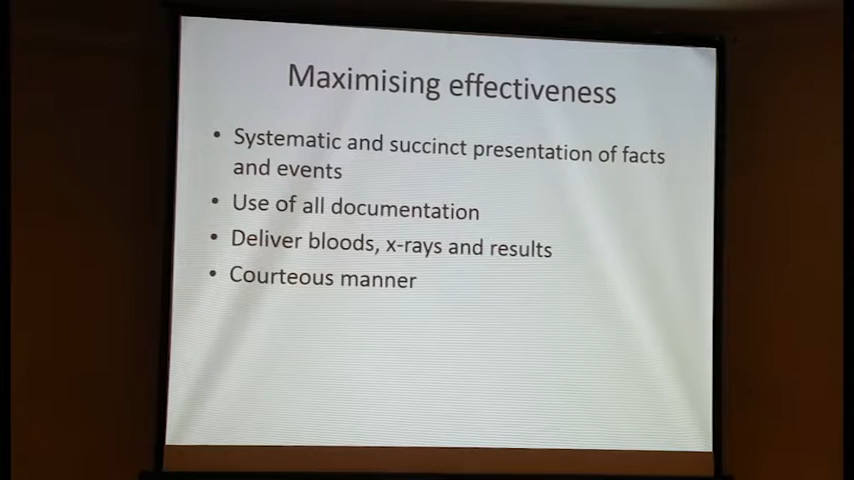 Maximising effectiveness
• Systematic and succinct presentation of facts
and events
• Use of all documentation
• Deliver bloods, x-rays and results
• Courteous manner